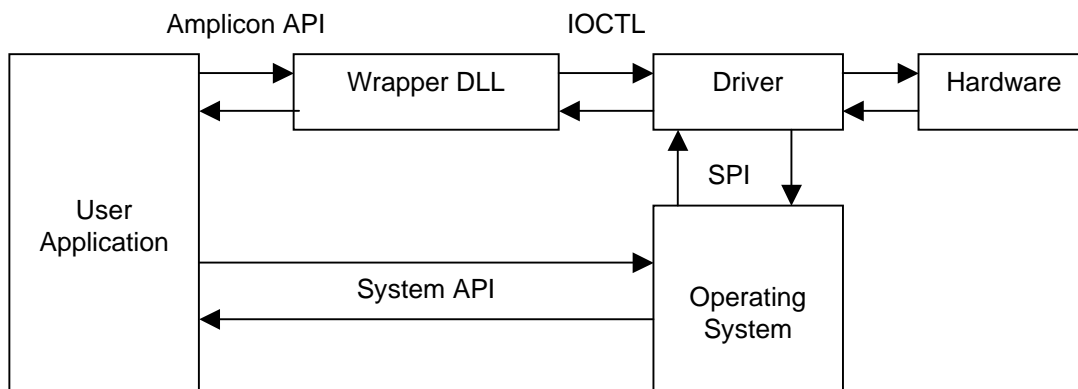 Amplicon API
IOCTL
Wrapper DLL
Driver
Hardware
SPI
User
Application
System API
Operating
System